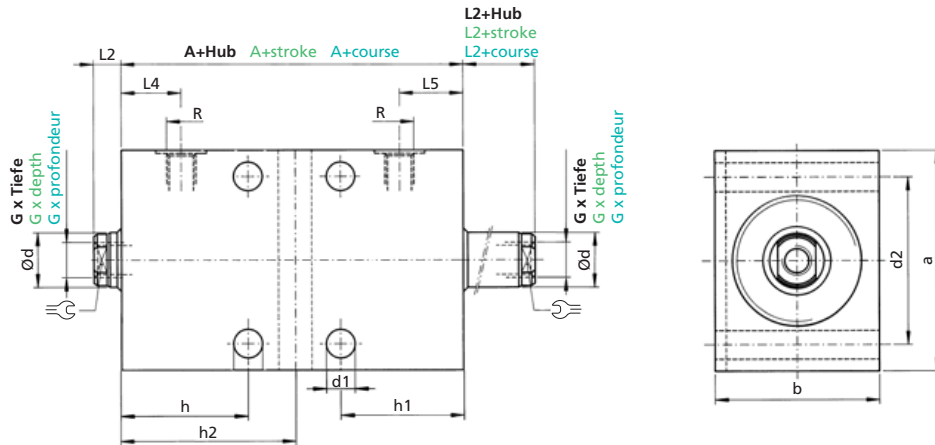 L2+Hub
L2+stroke
L2+course
L2
A+Hub A+stroke A+course
L4
L5
R
R
G x Tiefe
G x depth
G x profondeur
G x Tiefe
G x depth
G x profondeur
Ød
Ød
d2
a
d1
h
h1
h2
b